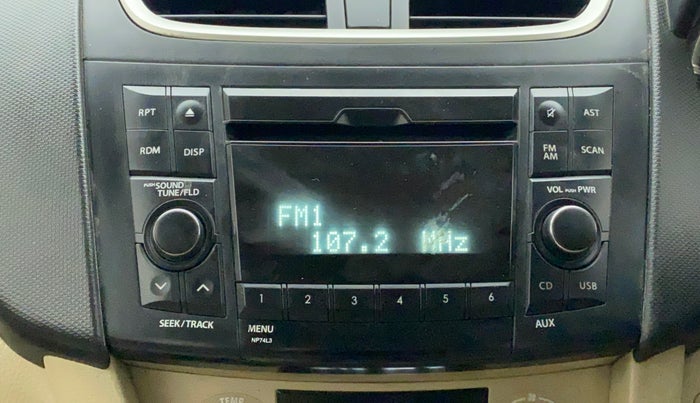 RPT
AST
RDM
DISP
FM
AM
SCAN
PUSH SOUND
TUNE/FLD
VOL PUSH PWR
FM1
107.2 MHz
CD
USB
1
2
3
4
5
6
SEEK/TRACK
MENU
NP74L3
AUX
TEMP